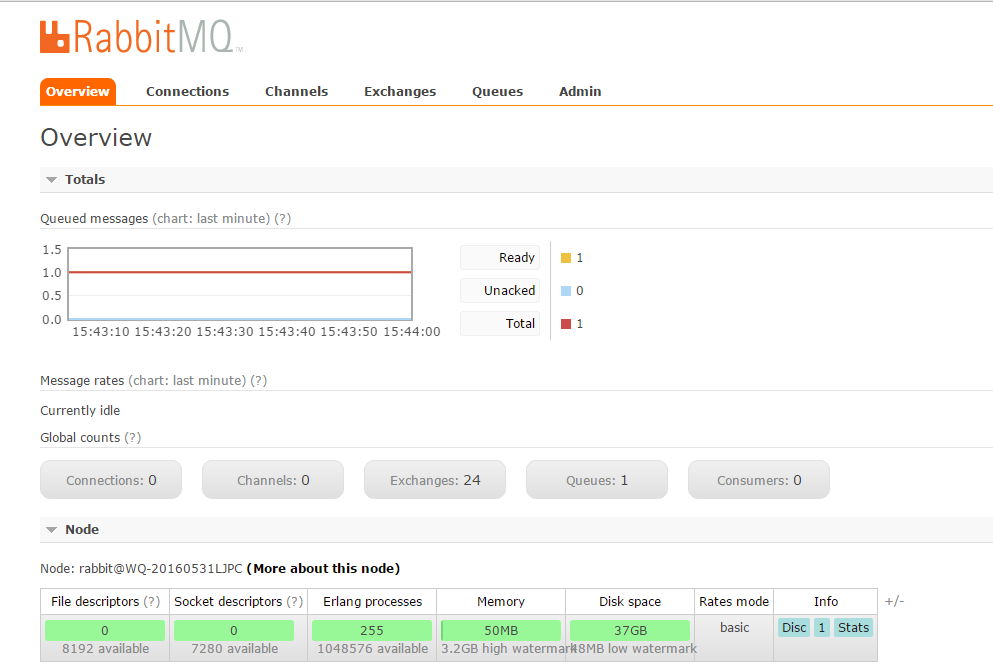 RabbitMQ TM
Overview Connections Channels Exchanges Queues Admin
Overview
Totals
Queued messages (chart: last minute) (?)
1.5
1.0
0.5
0.0
15:43:10 15:43:20 15:43:30 15:43:40 15:43:50 15:44:00
Ready 1
Unacked 0
Total 1
Message rates (chart: last minute) (?)
Currently idle
Global counts (?)
Connections: 0 Channels: 0 Exchanges: 24 Queues: 1 Consumers: 0
Node
Node: rabbit@WQ-20160531LJPC (More about this node)
File descriptors (?) Socket descriptors (?) Erlang processes Memory Disk space Rates mode Info +/-
0 0 255 50MB 37GB basic Disc 1 Stats
8192 available 7280 available 1048576 available 3.2GB high watermark 48MB low watermark